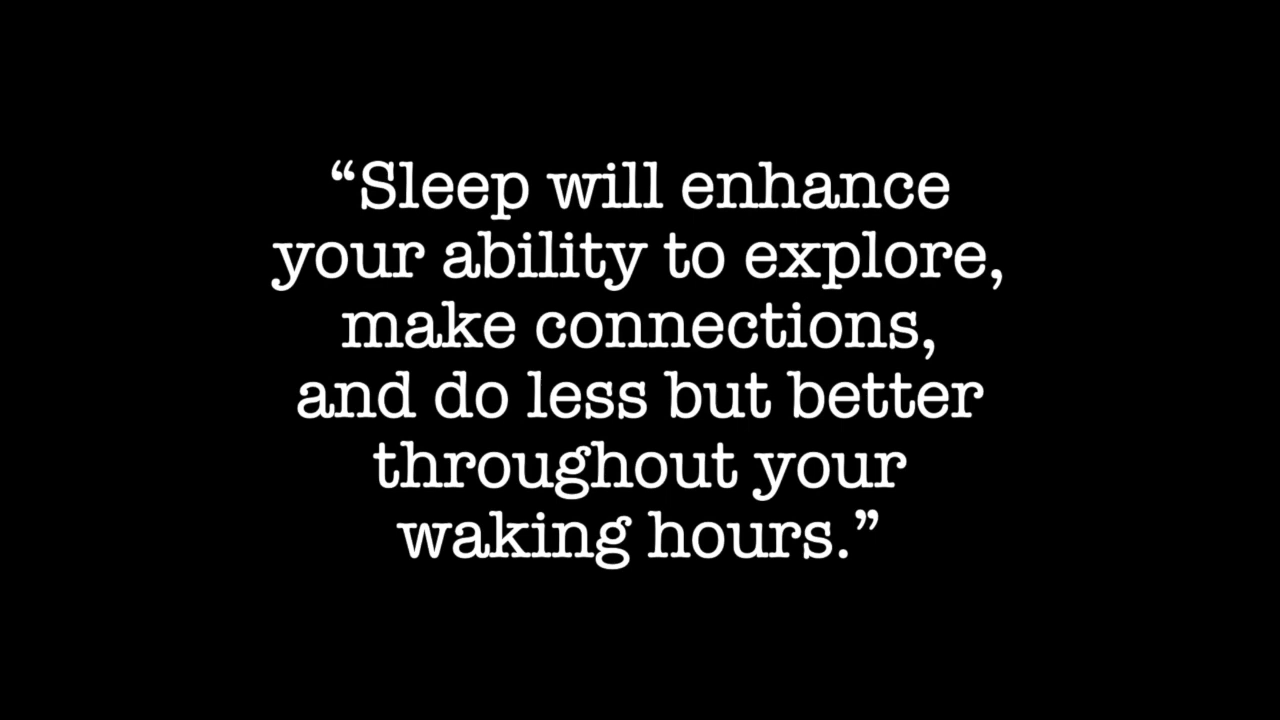 “Sleep will enhance
your ability to explore,
make connections,
and do less but better
throughout your
waking hours.”